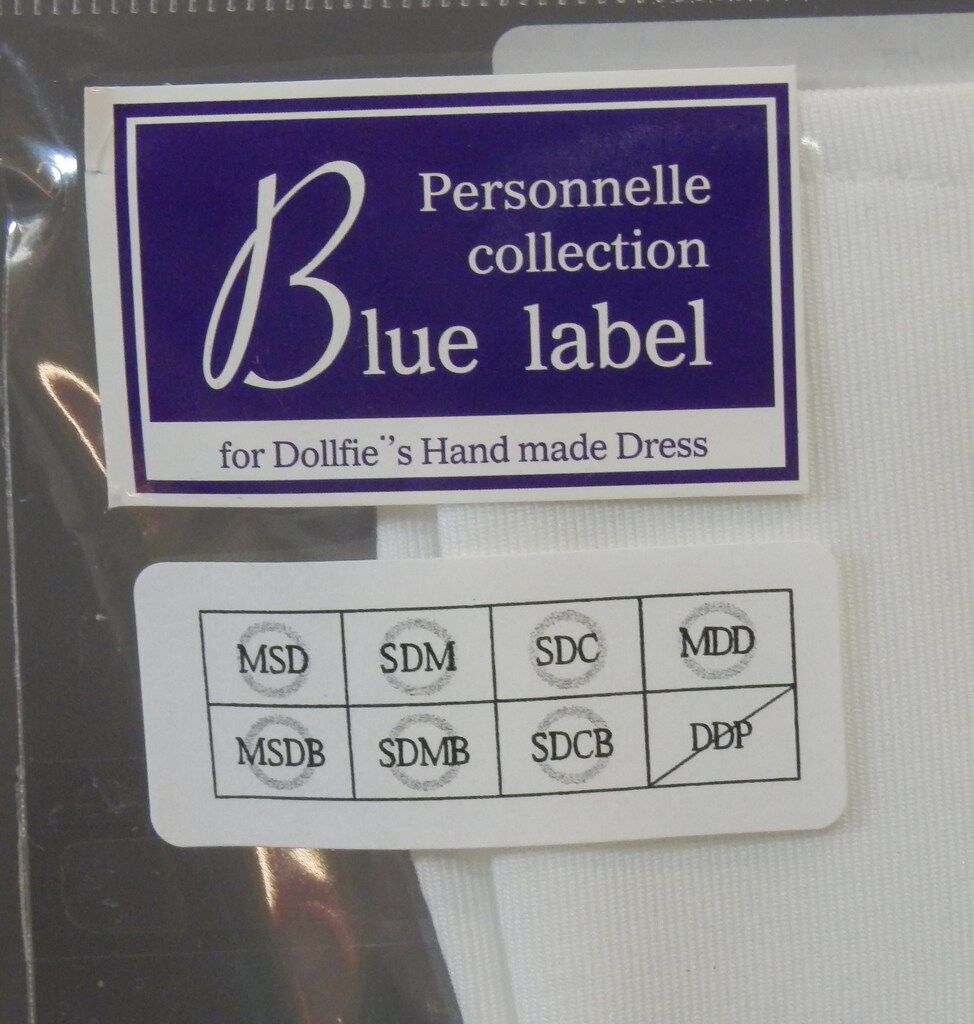 Personnelle
collection
Blue label
for Dollfie¨'s Hand made Dress
MSD SDM SDC MDD
MSDB SDMB SDCB DDP